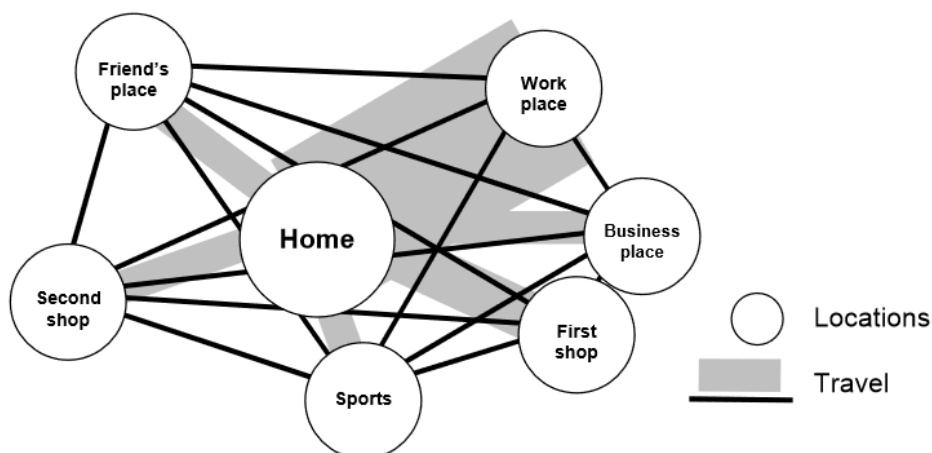 Friend's
place
Work
place
Home
Business
place
Second
shop
First
shop
Sports
Locations
Travel